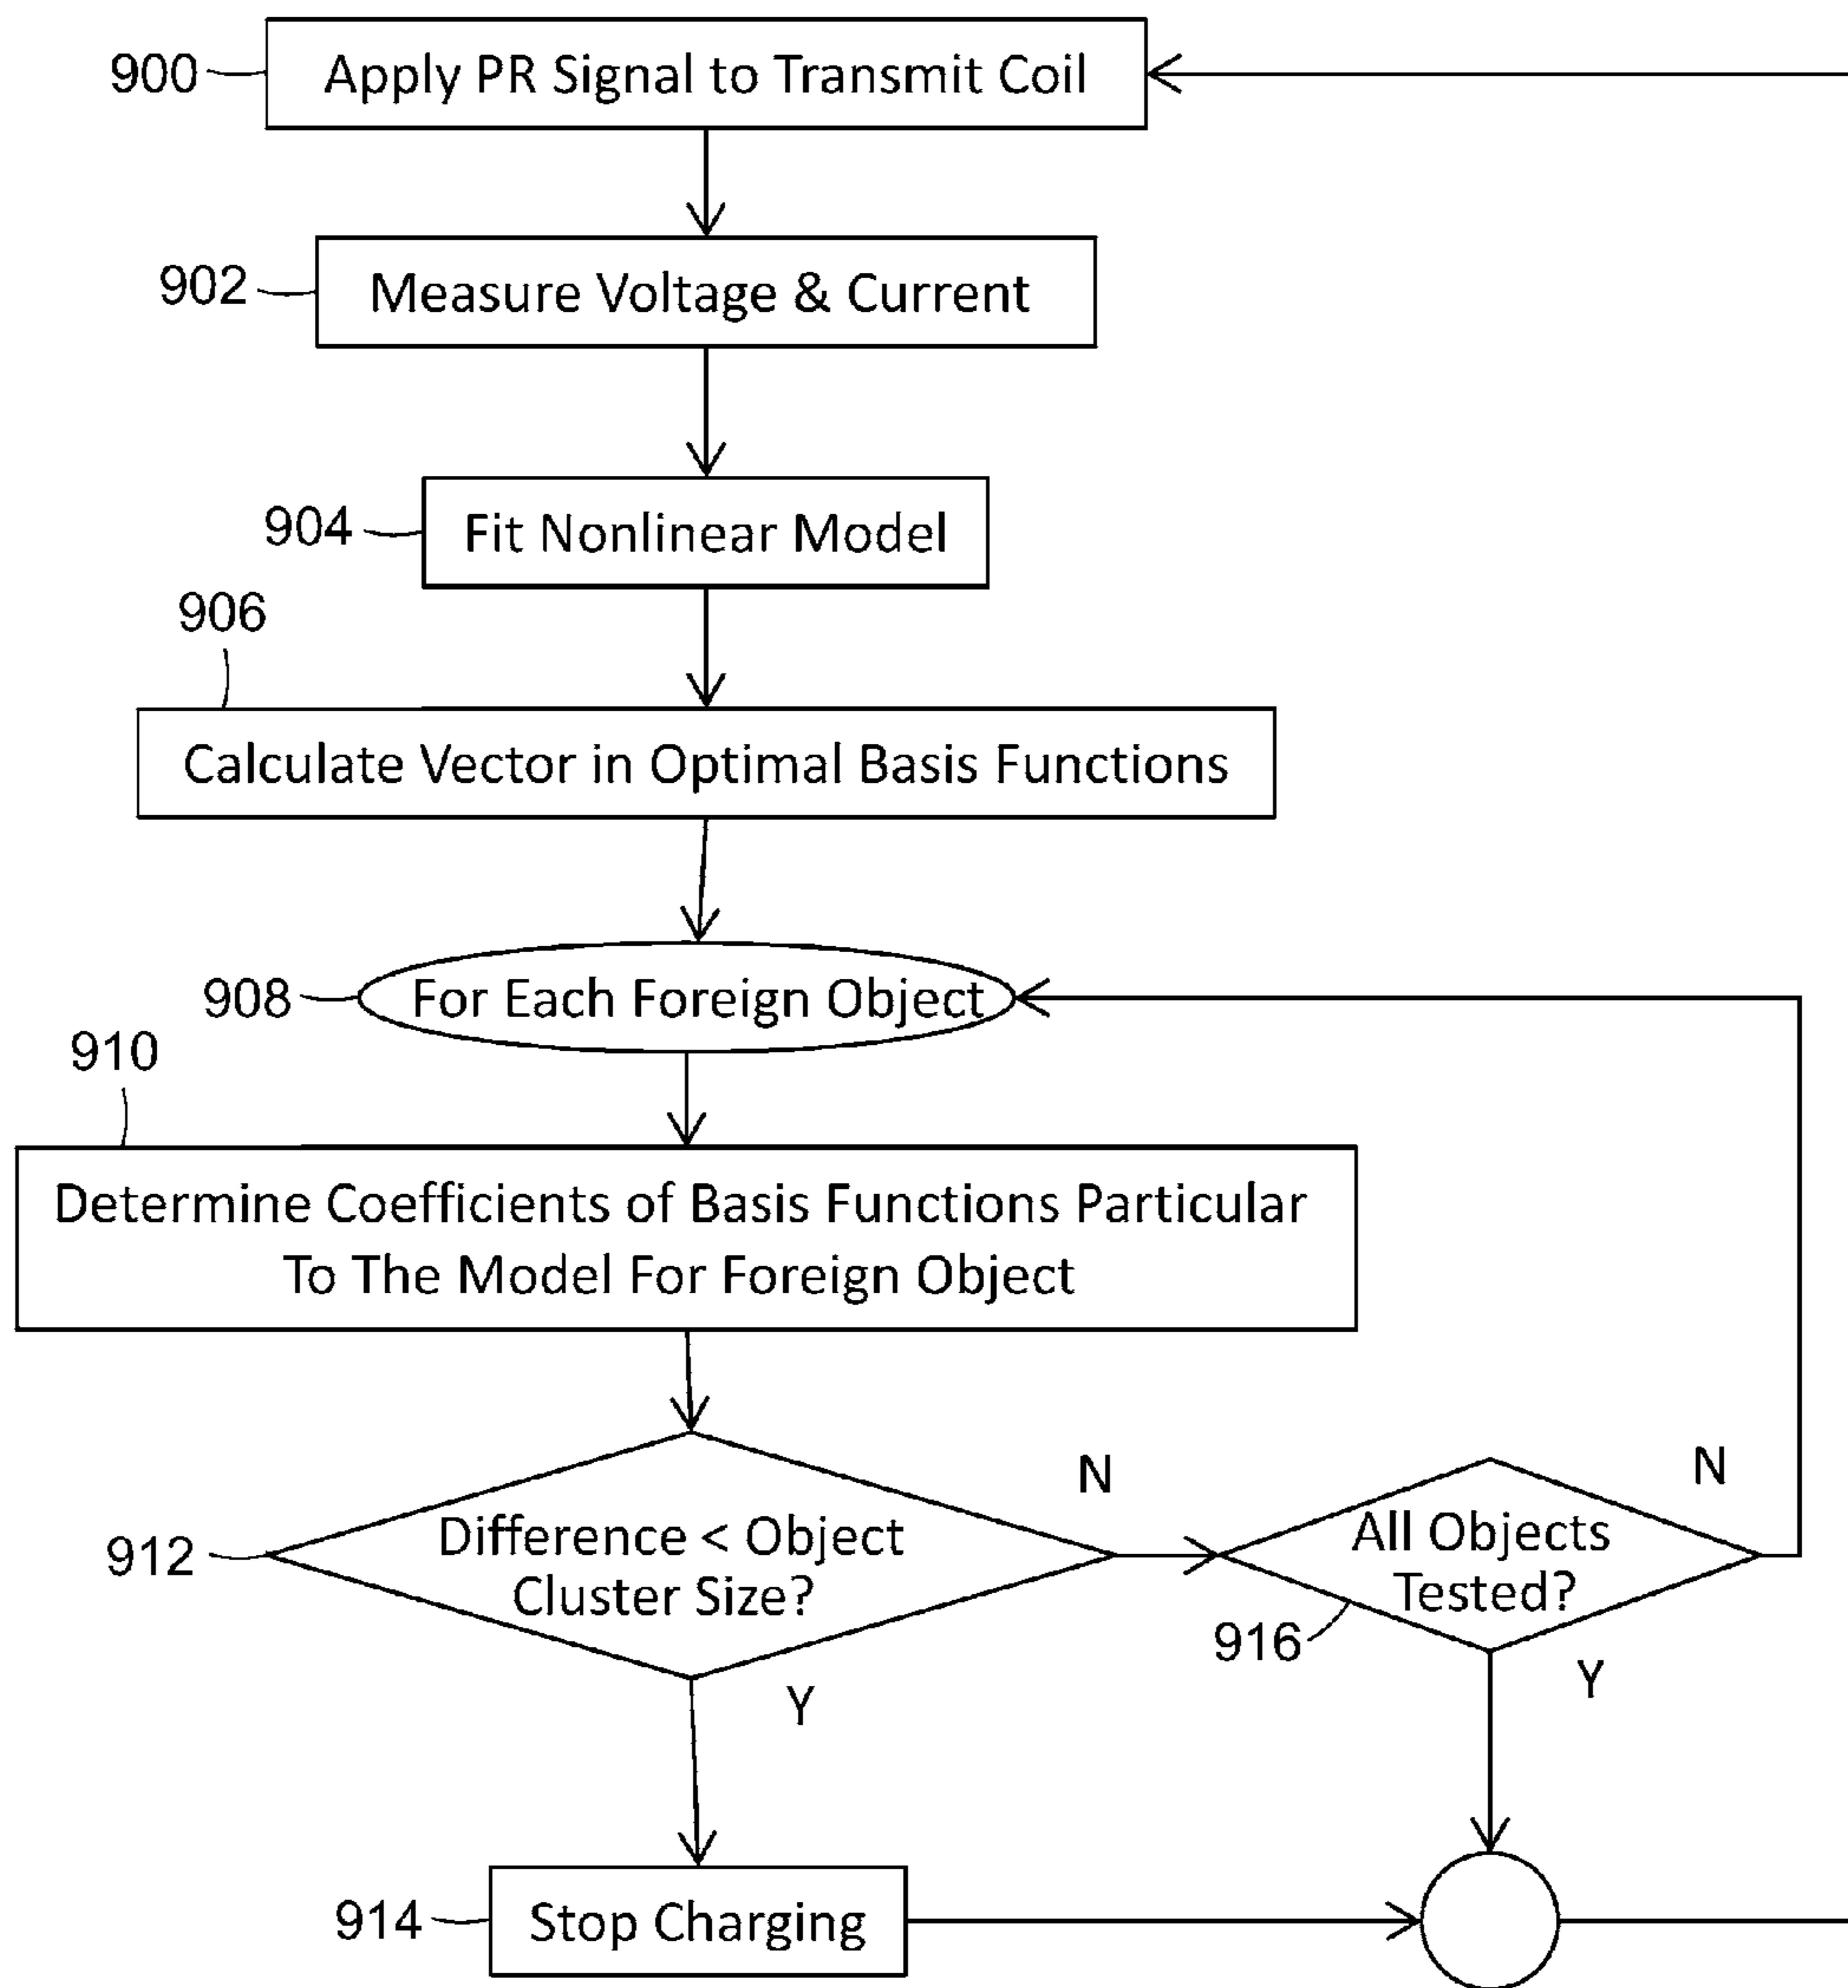 900
Apply PR Signal to Transmit Coil
902
Measure Voltage & Current
904
Fit Nonlinear Model
906
Calculate Vector in Optimal Basis Functions
908
For Each Foreign Object
910
Determine Coefficients of Basis Functions Particular
To The Model For Foreign Object
912
Difference < Object
Cluster Size?
N
Y
All Objects
Tested?
916
N
Y
914
Stop Charging